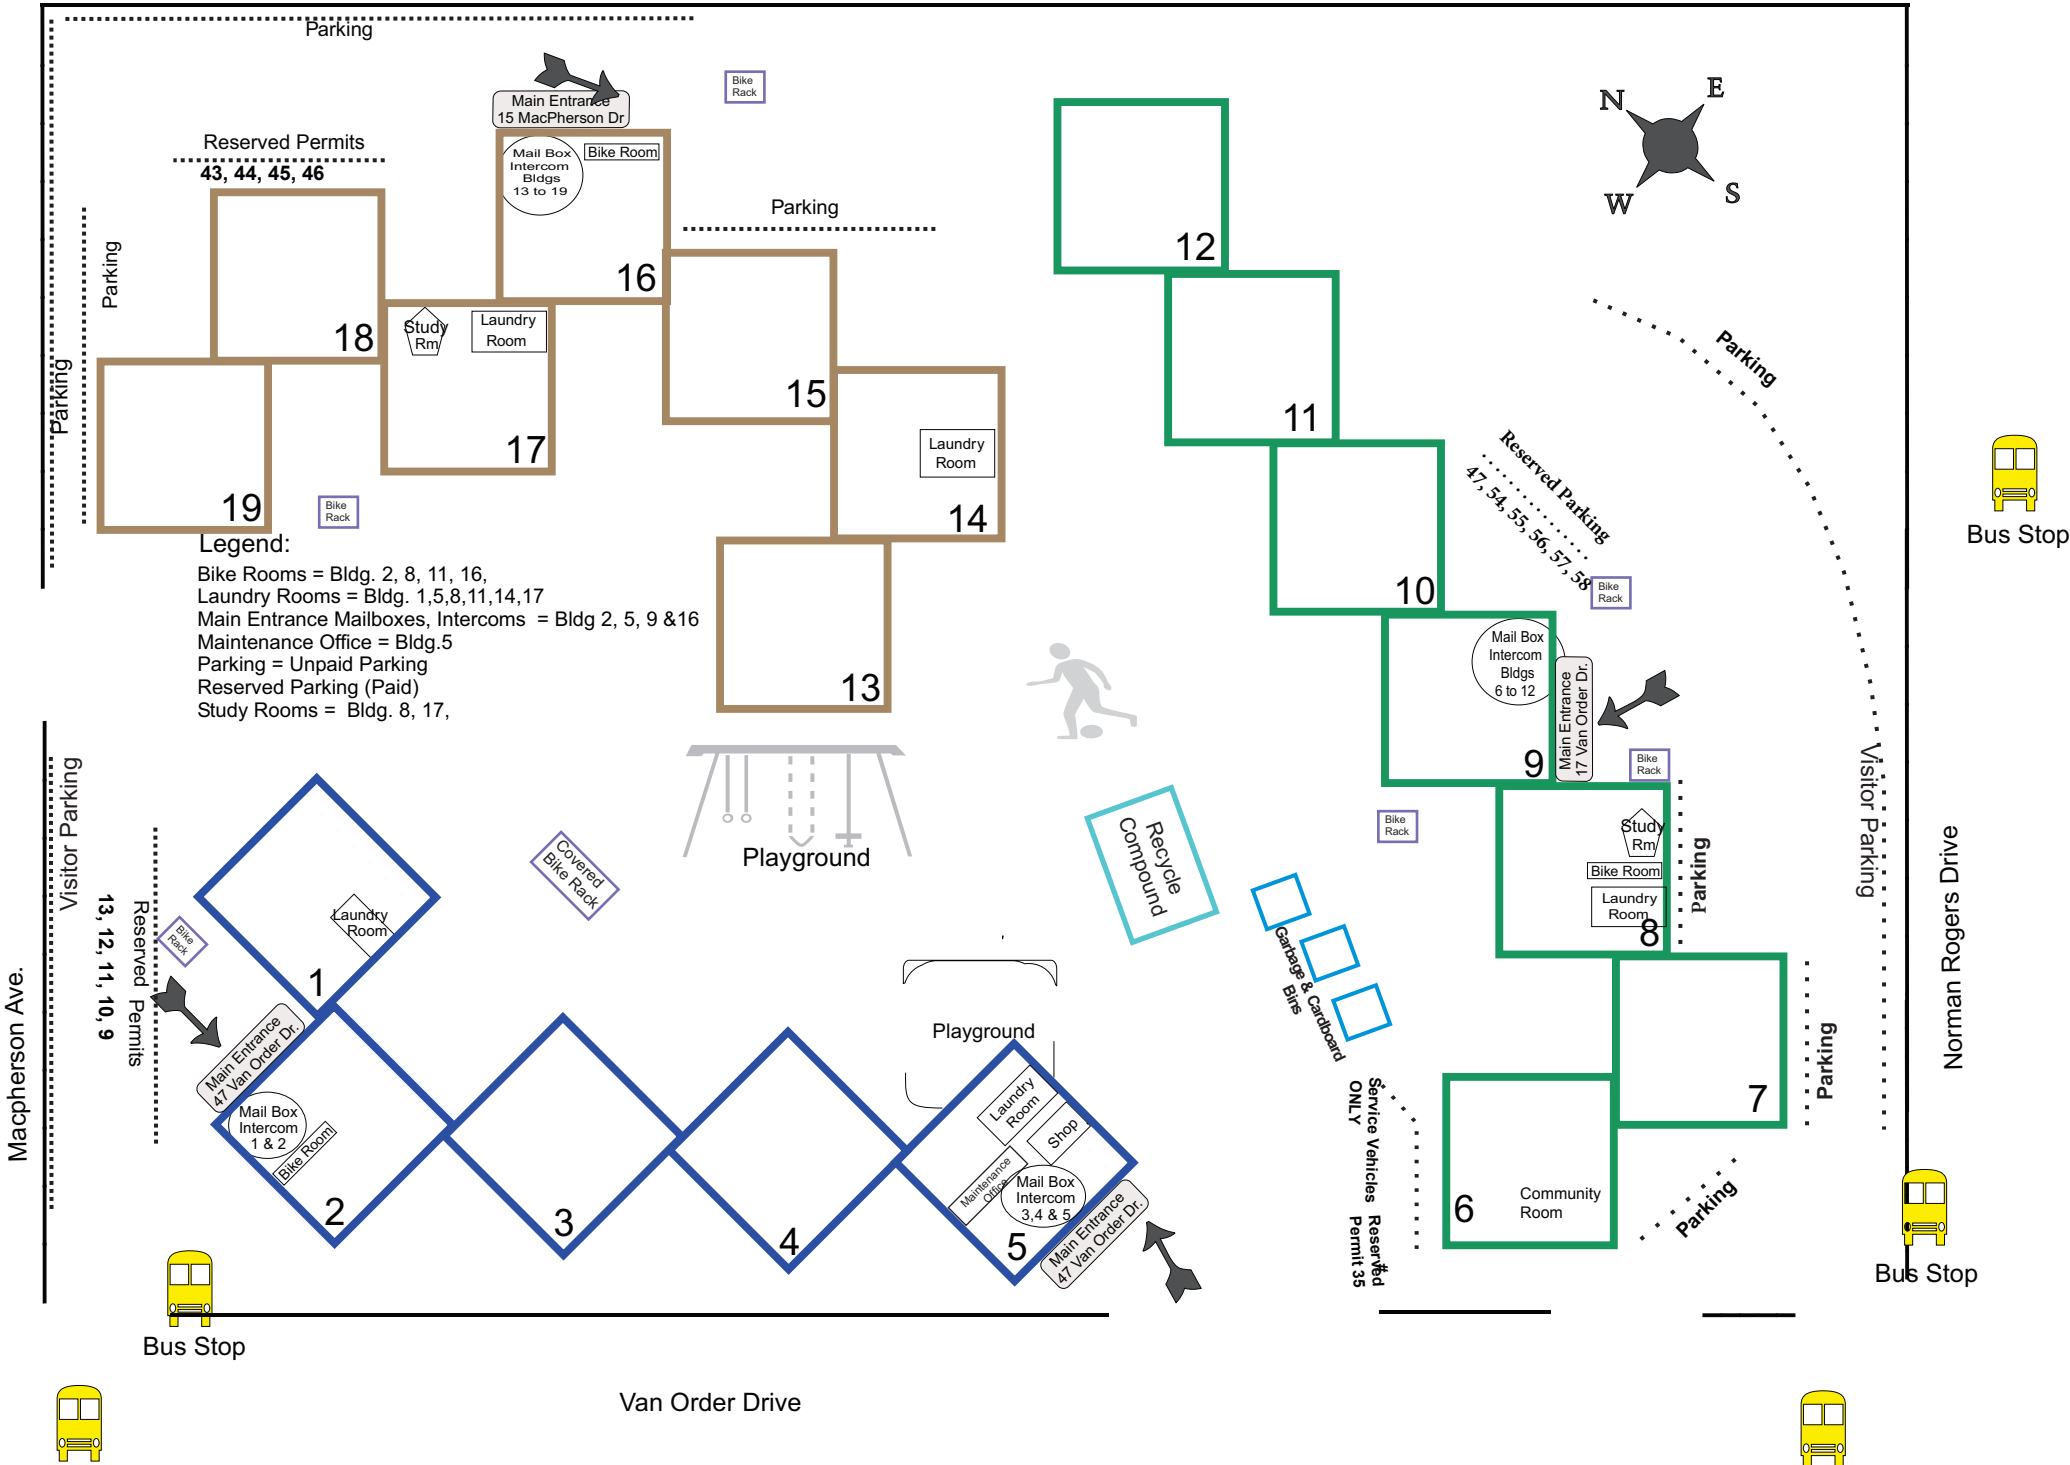 Parking
Bike
Rack
Main Entrance
15 MacPherson Dr
N
E
W
S
Reserved Permits
43, 44, 45, 46
Mail Box
Intercom
Bldgs
13 to 19
Bike Room
16
Parking
12
Parking
Parking
18
Study
Rm
Laundry
Room
17
15
Laundry
Room
14
11
Parking
Reserved Parking
47, 54, 55, 56, 57, 58
Bike
Rack
19
Bike
Rack
10
Bus Stop
Legend:
Bike Rooms = Bldg. 2, 8, 11, 16,
Laundry Rooms = Bldg. 1,5,8,11,14,17
Main Entrance Mailboxes, Intercoms = Bldg 2, 5, 9 &16
Maintenance Office = Bldg.5
Parking = Unpaid Parking
Reserved Parking (Paid)
Study Rooms = Bldg. 8, 17,
13
Mail Box
Intercom
Bldgs
6 to 12
Main Entrance
17 Van Order Dr.
9
Bike
Rack
Visitor Parking
Visitor Parking
Playground
Covered
Bike Rack
Recycle
Compound
Bike
Rack
Study
Rm
Bike Room
Laundry
Room
8
Parking
Norman Rogers Drive
Reserved Permits
13, 12, 11, 10, 9
Bike
Rack
Laundry
Room
1
Garbage & Cardboard
Bins
Macpherson Ave.
Main Entrance
47 Van Order Dr.
Mail Box
Intercom
1 & 2
Bike Room
2
3
4
Playground
Laundry
Room
Shop
Maintenance
Office
Mail Box
Intercom
3,4 & 5
5
Main Entrance
47 Van Order Dr.
Service Vehicles Reserved
ONLY Permit 35
#
7
Parking
6
Community
Room
Parking
Bus Stop
Bus Stop
Van Order Drive